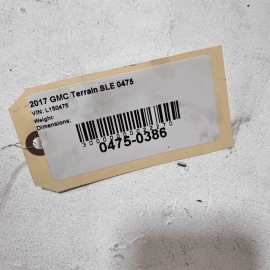 2017 GMC Terrain SLE 0475
VIN: L150475
Weight:
Dimensions:
0475-0386